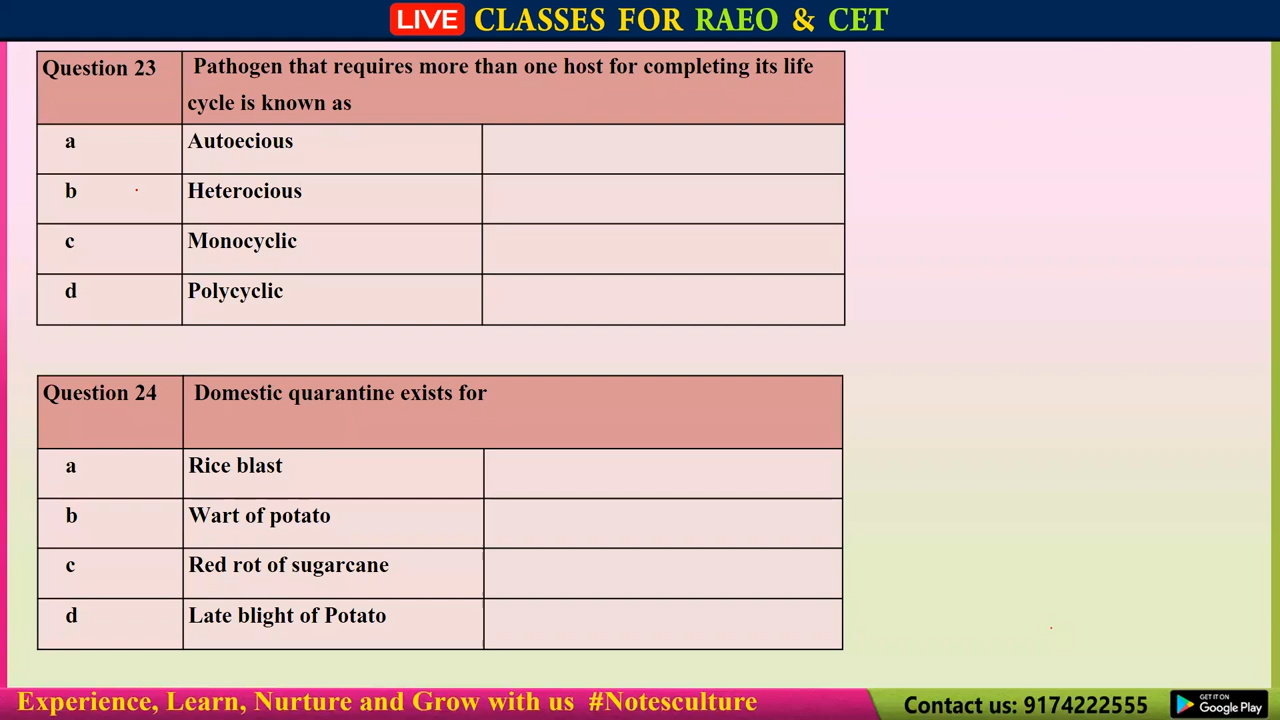 LIVE CLASSES FOR RAEO & CET
Question 23 Pathogen that requires more than one host for completing its life
cycle is known as
a Autoecious
b Heterocious
c Monocyclic
d Polycyclic
Question 24 Domestic quarantine exists for
a Rice blast
b Wart of potato
c Red rot of sugarcane
d Late blight of Potato
Experience, Learn, Nurture and Grow with us #Notesculture
Contact us: 9174222555
GET IT ON
Google Play